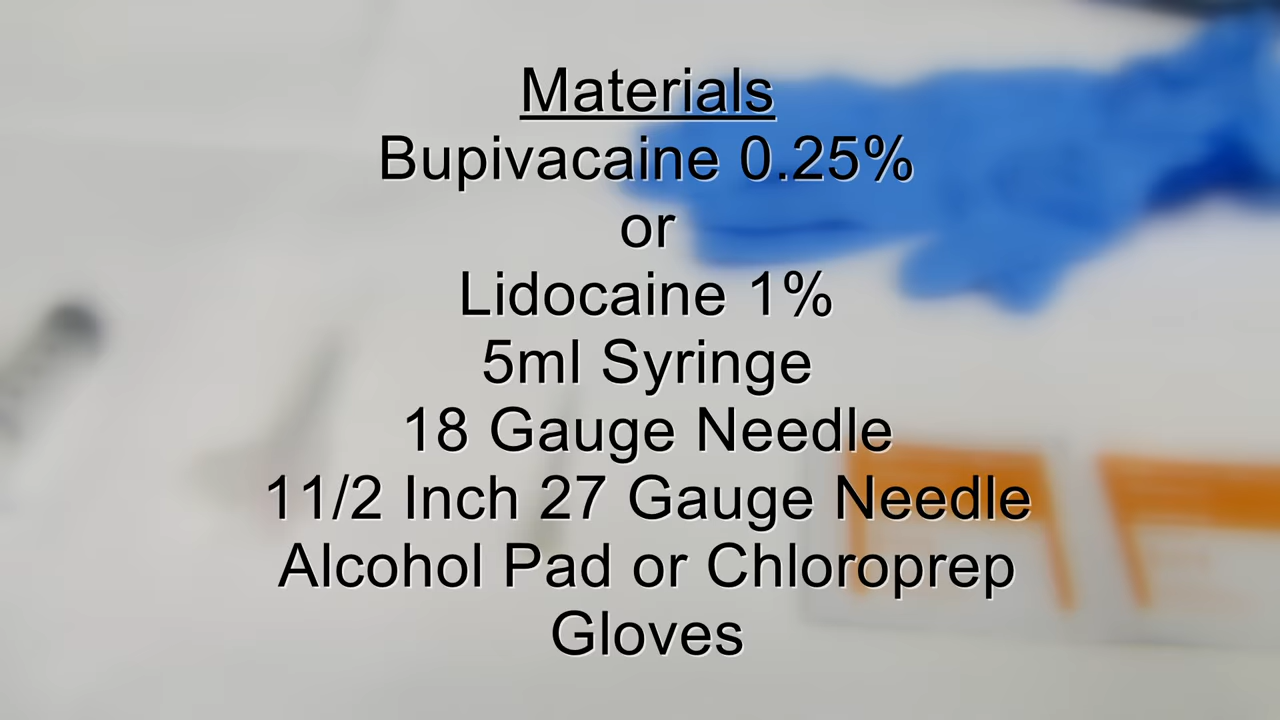 Materials
Bupivacaine 0.25%
or
Lidocaine 1%
5ml Syringe
18 Gauge Needle
11/2 Inch 27 Gauge Needle
Alcohol Pad or Chloroprep
Gloves